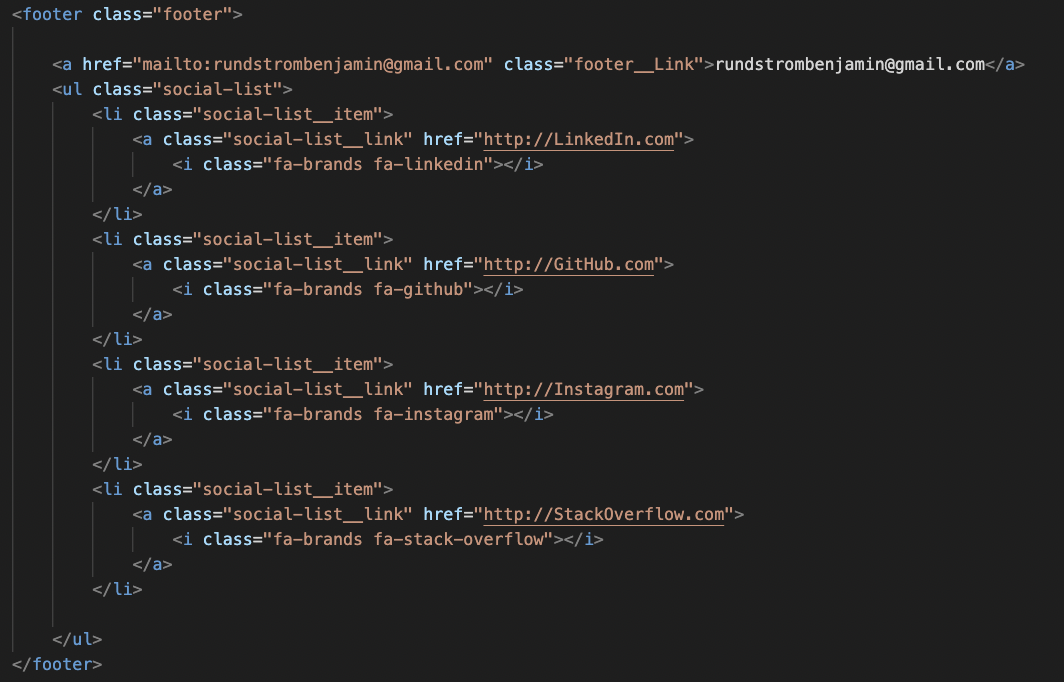 <footer class="footer">
<a href="mailto:rundstrombenjamin@gmail.com" class="footer__Link">rundstrombenjamin@gmail.com</a>
<ul class="social-list">
<li class="social-list__item">
<a class="social-list__link" href="http://LinkedIn.com">
<i class="fa-brands fa-linkedin"></i>
</a>
</li>
<li class="social-list__item">
<a class="social-list__link" href="http://GitHub.com">
<i class="fa-brands fa-github"></i>
</a>
</li>
<li class="social-list__item">
<a class="social-list__link" href="http://Instagram.com">
<i class="fa-brands fa-instagram"></i>
</a>
</li>
<li class="social-list__item">
<a class="social-list__link" href="http://StackOverflow.com">
<i class="fa-brands fa-stack-overflow"></i>
</a>
</li>
</ul>
</footer>